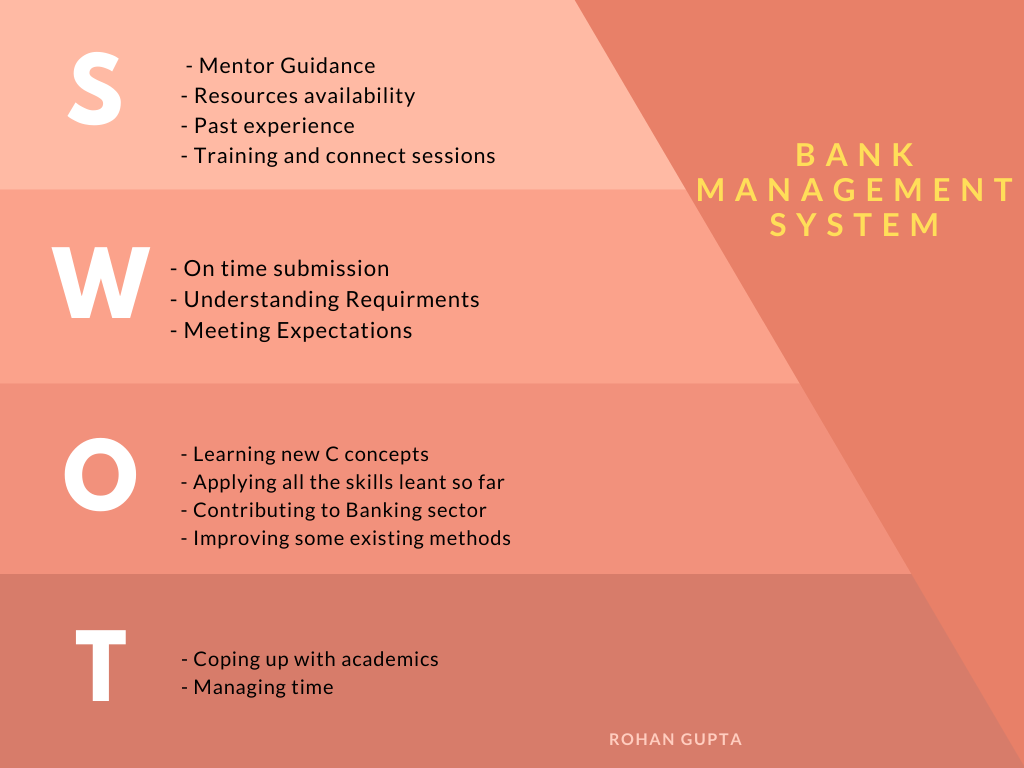 S
- Mentor Guidance
- Resources availability
- Past experience
- Training and connect sessions
BANK
MANAGEMENT
SYSTEM
W
- On time submission
- Understanding Requirments
- Meeting Expectations
O
- Learning new C concepts
- Applying all the skills leant so far
- Contributing to Banking sector
- Improving some existing methods
T
- Coping up with academics
- Managing time
ROHAN GUPTA